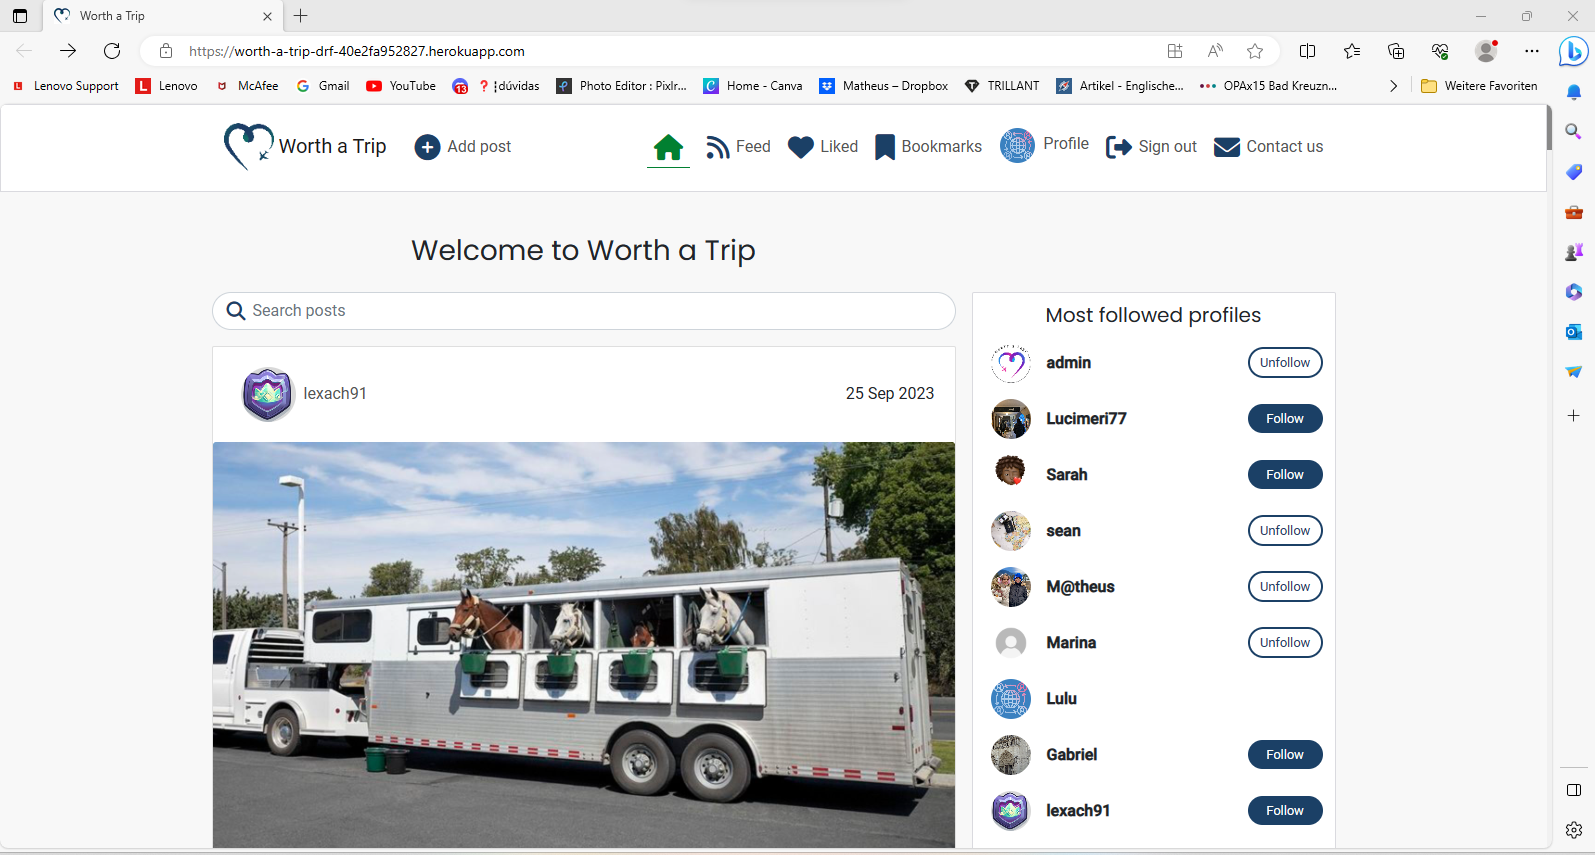 Worth a Trip
https://worth-a-trip-drf-40e2fa952827.herokuapp.com
Lenovo Support
Lenovo
McAfee
Gmail
YouTube
13
?¦dúvidas
Photo Editor : Pixlr...
Home - Canva
Matheus – Dropbox
TRILLANT
Artikel - Englische...
OPAx15 Bad Kreuzn...
Weitere Favoriten
Worth a Trip
Add post
Feed
Liked
Bookmarks
Profile
Sign out
Contact us
Welcome to Worth a Trip
Search posts
lexach91
25 Sep 2023
Most followed profiles
admin
Unfollow
Lucimeri77
Follow
Sarah
Follow
sean
Unfollow
M@theus
Unfollow
Marina
Unfollow
Lulu
Gabriel
Follow
lexach91
Follow